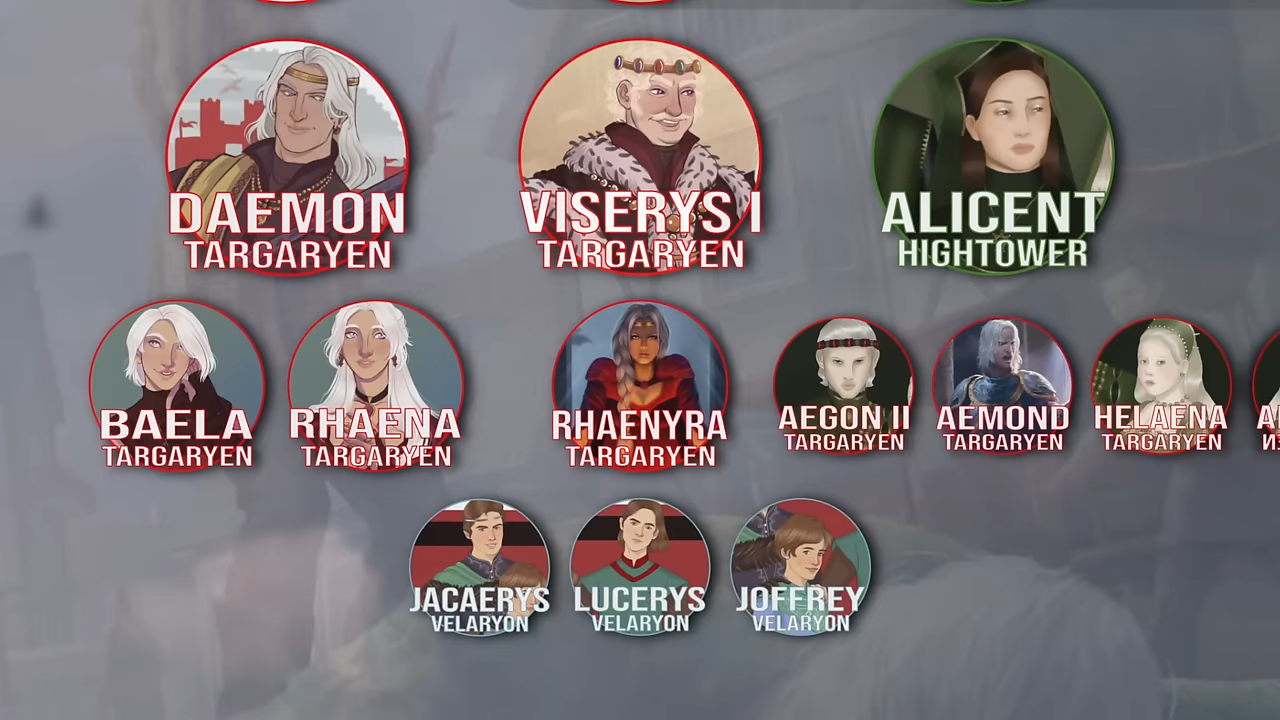 DAEMON
TARGARYEN
VISERYS I
TARGARYEN
ALICENT
HIGHTOWER
BAELA
TARGARYEN
RHAENA
TARGARYEN
RHAENYRA
TARGARYEN
AEGON II
TARGARYEN
AEMOND
TARGARYEN
HELAENA
TARGARYEN
JACAERYS
VELARYON
LUCERYS
VELARYON
JOFFREY
VELARYON